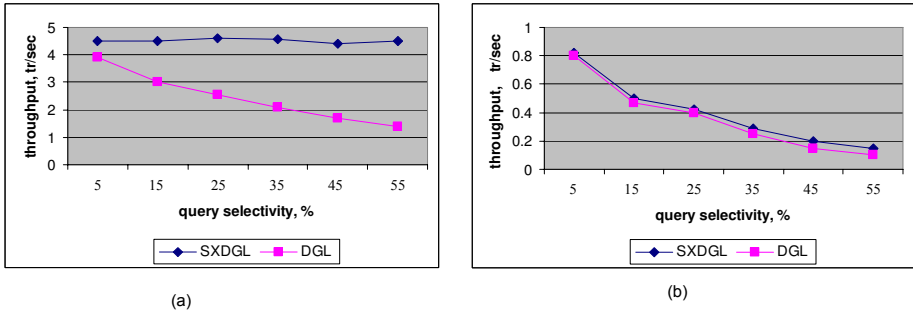 5
4
3
2
1
0
throughput, tr/sec
5 15 25 35 45 55
query selectivity, %
SXDGL DGL
(a)
1
0.8
0.6
0.4
0.2
0
throughput, tr/sec
5 15 25 35 45 55
query selectivity, %
SXDGL DGL
(b)